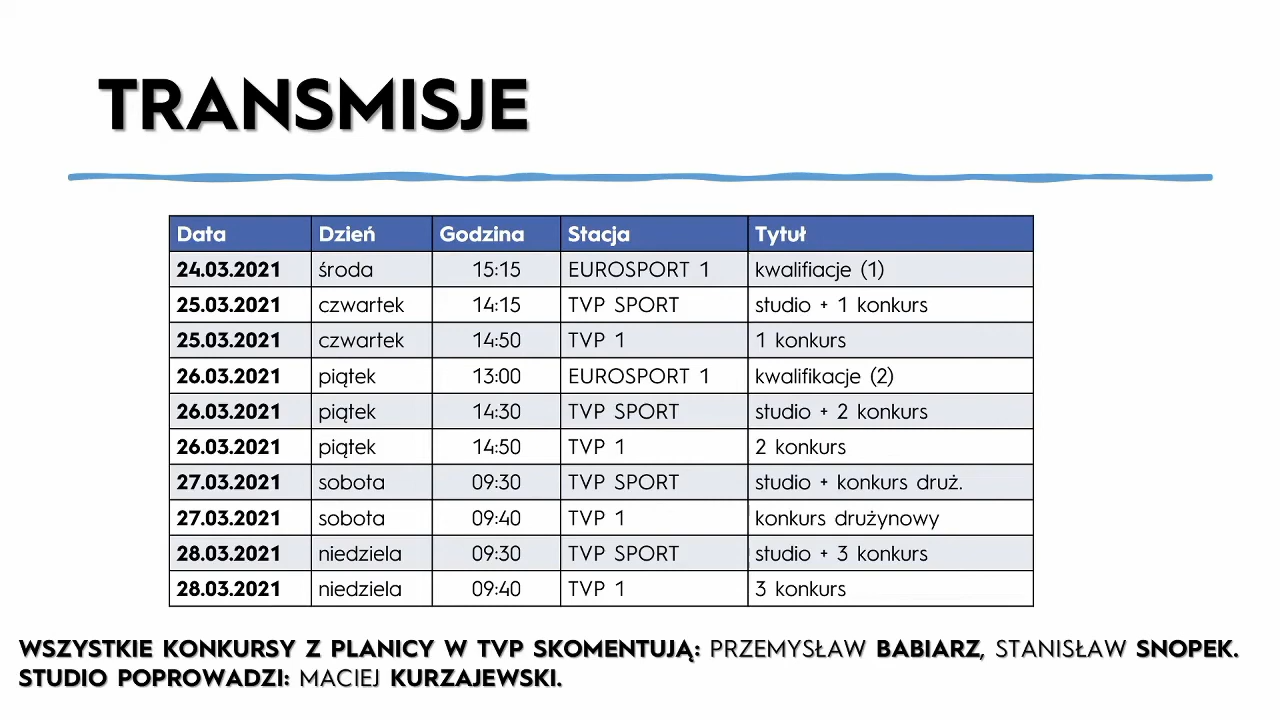 TRANSMISJE
Data Dzień Godzina Stacja Tytuł
24.03.2021 środa 15:15 EUROSPORT 1 kwalifiacje (1)
25.03.2021 czwartek 14:15 TVP SPORT studio + 1 konkurs
25.03.2021 czwartek 14:50 TVP 1 1 konkurs
26.03.2021 piątek 13:00 EUROSPORT 1 kwalifikacje (2)
26.03.2021 piątek 14:30 TVP SPORT studio + 2 konkurs
26.03.2021 piątek 14:50 TVP 1 2 konkurs
27.03.2021 sobota 09:30 TVP SPORT studio + konkurs druż.
27.03.2021 sobota 09:40 TVP 1 konkurs drużynowy
28.03.2021 niedziela 09:30 TVP SPORT studio + 3 konkurs
28.03.2021 niedziela 09:40 TVP 1 3 konkurs
WSZYSTKIE KONKURSY Z PLANICY W TVP SKOMENTUJĄ: PRZEMYSŁAW BABIARZ, STANISŁAW SNOPEK.
STUDIO POPROWADZI: MACIEJ KURZAJEWSKI.